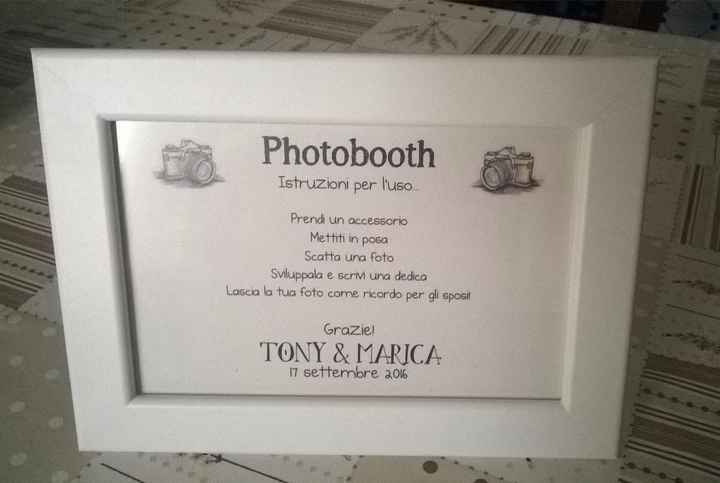 Photobooth
Istruzioni per l'uso...
Prendi un accessorio
Mettiti in posa
Scatta una foto
Sviluppala e scrivi una dedica
Lascia la tua foto come ricordo per gli sposi!
Grazie!
TONY & MARICA
17 settembre 2016